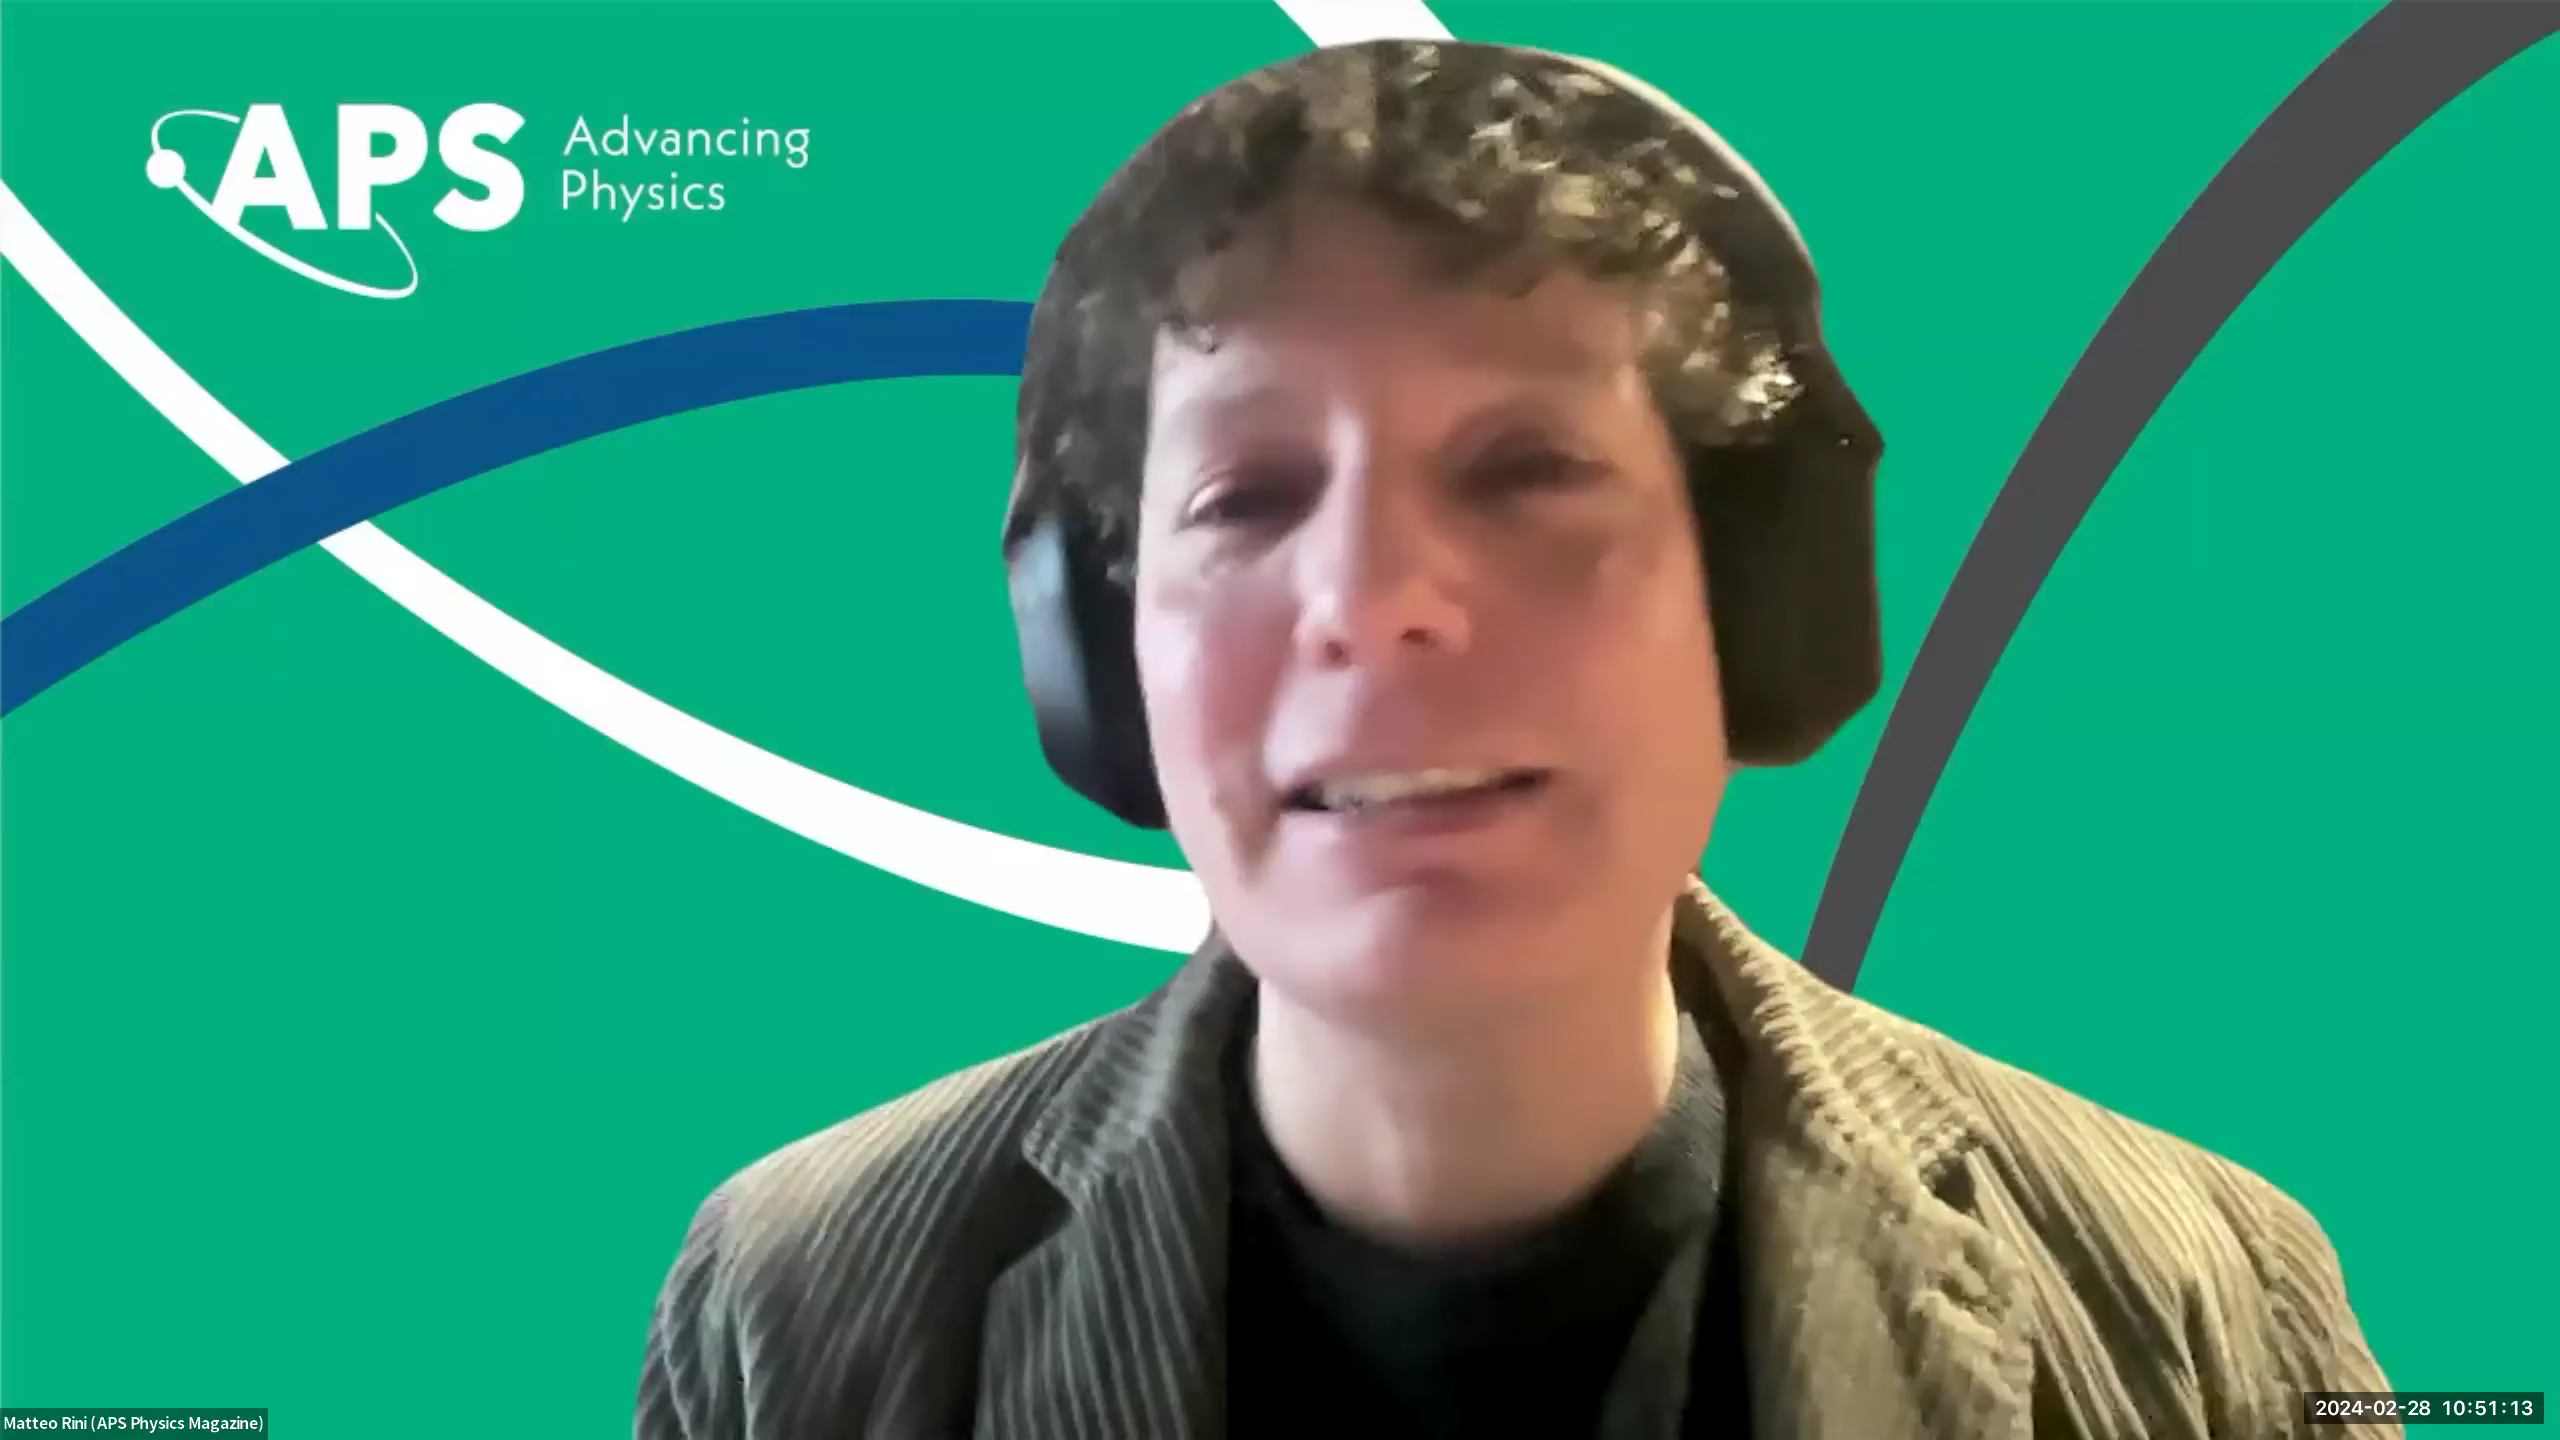 APS
Advancing
Physics
Matteo Rini (APS Physics Magazine)
2024-02-28 10:51:13